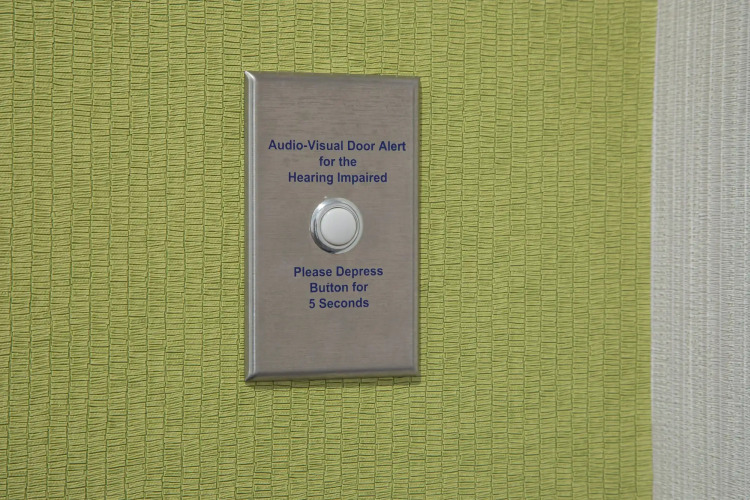 Audio-Visual Door Alert
for the
Hearing Impaired
Please Depress
Button for
5 Seconds